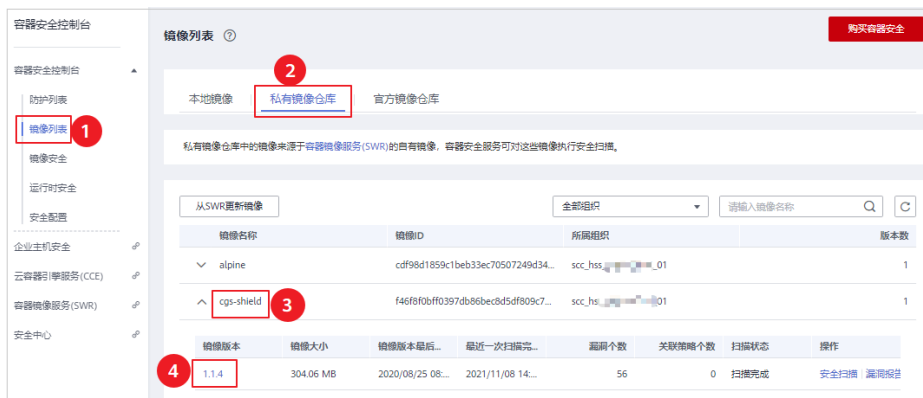 容器安全控制台
镜像列表
购买容器安全
容器安全控制台
防护列表
镜像列表
镜像安全
运行时安全
安全配置
企业主机安全
云容器引擎服务(CCE)
容器镜像服务(SWR)
安全中心
1
2
本地镜像 私有镜像仓库 官方镜像仓库
私有镜像仓库中的镜像来源于容器镜像服务(SWR)的自有镜像，容器安全服务可对这些镜像执行安全扫描。
从SWR更新镜像 全部组织 请输入镜像名称
镜像名称 镜像ID 所属组织 版本数
alpine cdf98d1859c1beb33ec70507249d34... scc_hss_ _01 1
cgs-shield 3 f46f8f0bff0397db86bec8d5df809c7... scc_hs 01 1
镜像版本 镜像大小 镜像版本最后... 最近一次扫描完... 漏洞个数 关联策略个数 扫描状态 操作
4 1.1.4 304.06 MB 2020/08/25 08:... 2021/11/08 14:... 56 0 扫描完成 安全扫描 漏洞报告